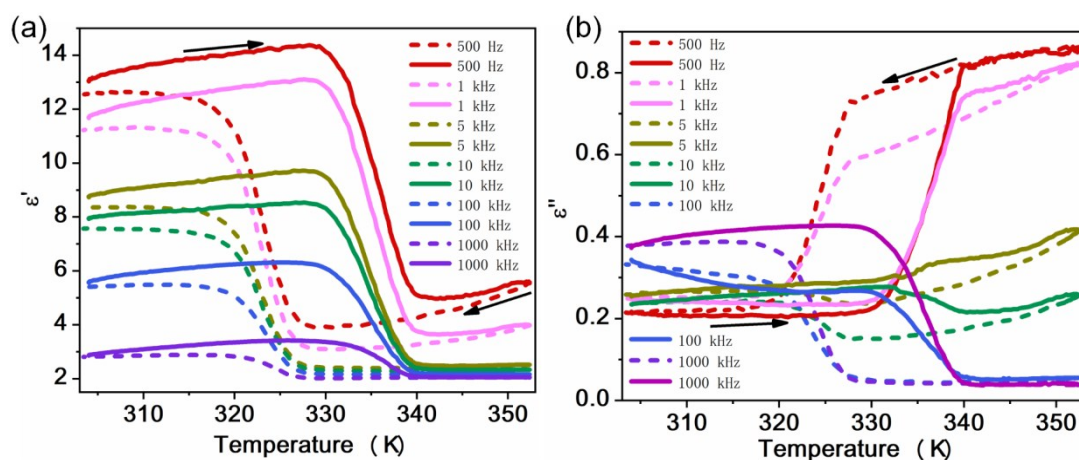 (a)
14
12
10
8
6
4
2
ε'
310
320
330
340
350
Temperature (K)
500 Hz
500 Hz
1 kHz
1 kHz
5 kHz
5 kHz
10 kHz
10 kHz
100 kHz
100 kHz
1000 kHz
1000 kHz
(b)
0.8
0.6
0.4
0.2
0.0
ε"
310
320
330
340
350
Temperature (K)
500 Hz
500 Hz
1 kHz
1 kHz
5 kHz
5 kHz
10 kHz
10 kHz
100 kHz
100 kHz
1000 kHz
1000 kHz